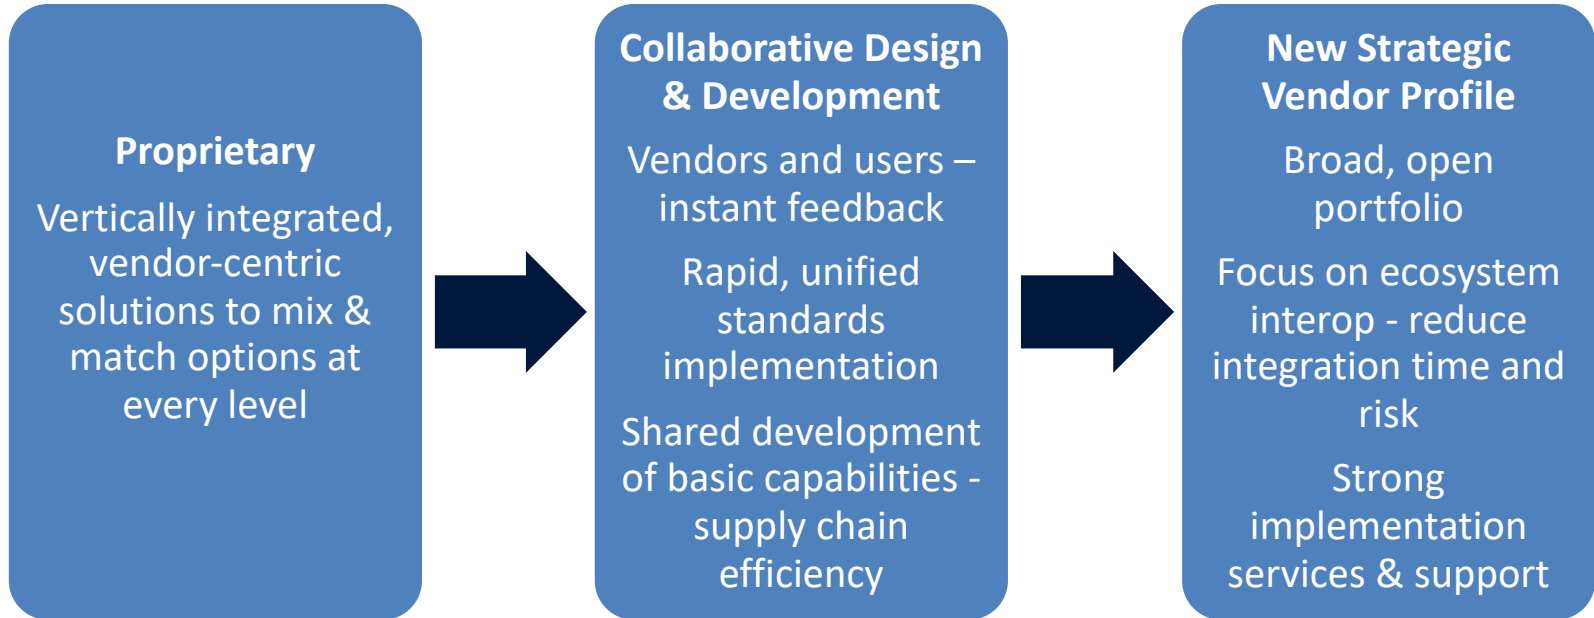 Proprietary
Vertically integrated,
vendor-centric
solutions to mix &
match options at
every level
Collaborative Design
& Development
Vendors and users –
instant feedback
Rapid, unified
standards
implementation
Shared development
of basic capabilities -
supply chain
efficiency
New Strategic
Vendor Profile
Broad, open
portfolio
Focus on ecosystem
interop - reduce
integration time and
risk
Strong
implementation
services & support